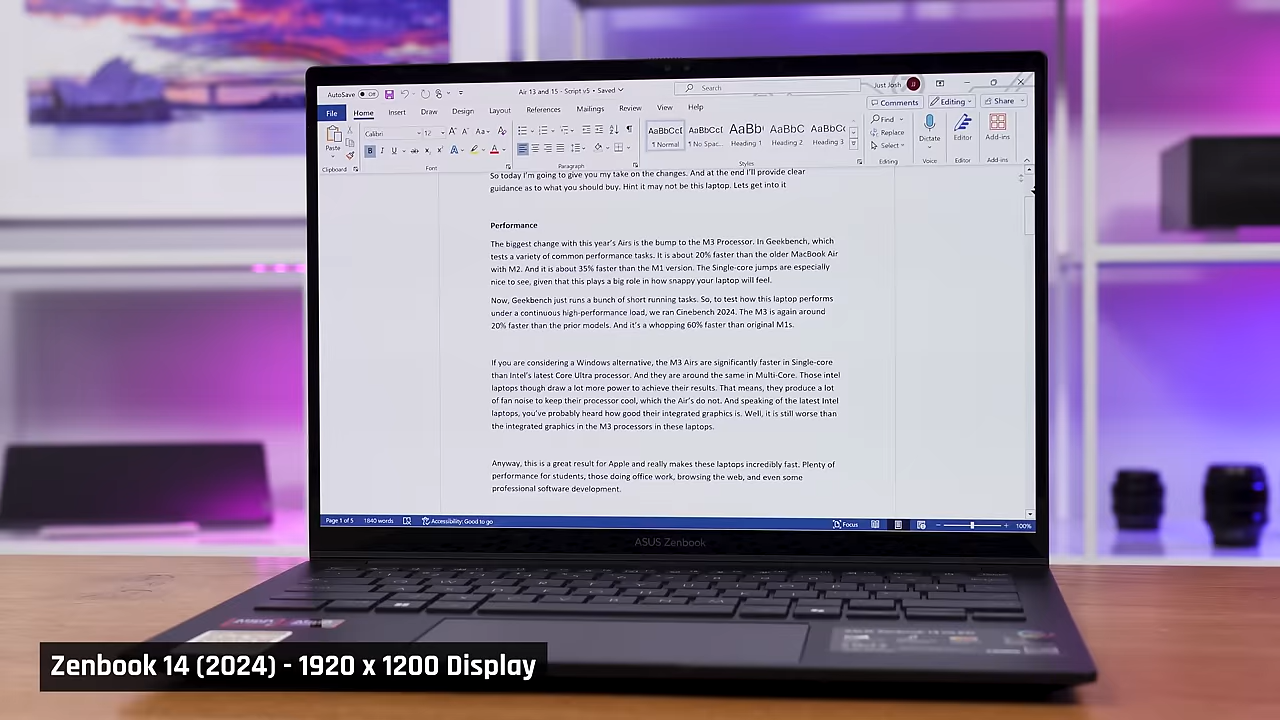 AutoSave Off
Air 13 and 15 - Script v5 • Saved
Search
Just Josh
File Home Insert Draw Design Layout References Mailings Review View Help
Comments Editing Share
Paste
Clipboard
Calibri 12
Font
Paragraph
AaBbCcD AaBbCcD AaBb AaBbC AaBbCc
¶ Normal ¶ No Spac... Heading 1 Heading 2 Heading 3
Styles
Find
Replace
Select
Editing
Dictate
Voice
Editor
Editor
Add-ins
Add-ins
So today I'm going to give you my take on the changes. And at the end I'll provide clear
guidance as to what you should buy. Hint it may not be this laptop. Lets get into it
Performance
The biggest change with this year's Airs is the bump to the M3 Processor. In Geekbench, which
tests a variety of common performance tasks. It is about 20% faster than the older MacBook Air
with M2. And it is about 35% faster than the M1 version. The Single-core jumps are especially
nice to see, given that this plays a big role in how snappy your laptop will feel.
Now, Geekbench just runs a bunch of short running tasks. So, to test how this laptop performs
under a continuous high-performance load, we ran Cinebench 2024. The M3 is again around
20% faster than the prior models. And it's a whopping 60% faster than original M1s.
If you are considering a Windows alternative, the M3 Airs are significantly faster in Single-core
than Intel's latest Core Ultra processor. And they are around the same in Multi-Core. Those intel
laptops though draw a lot more power to achieve their results. That means, they produce a lot
of fan noise to keep their processor cool, which the Air's do not. And speaking of the latest Intel
laptops, you've probably heard how good their integrated graphics is. Well, it is still worse than
the integrated graphics in the M3 processors in these laptops.
Anyway, this is a great result for Apple and really makes these laptops incredibly fast. Plenty of
performance for students, those doing office work, browsing the web, and even some
professional software development.
Page 1 of 5 1840 words Accessibility: Good to go Focus 100%
ASUS Zenbook
Zenbook 14 (2024) - 1920 x 1200 Display